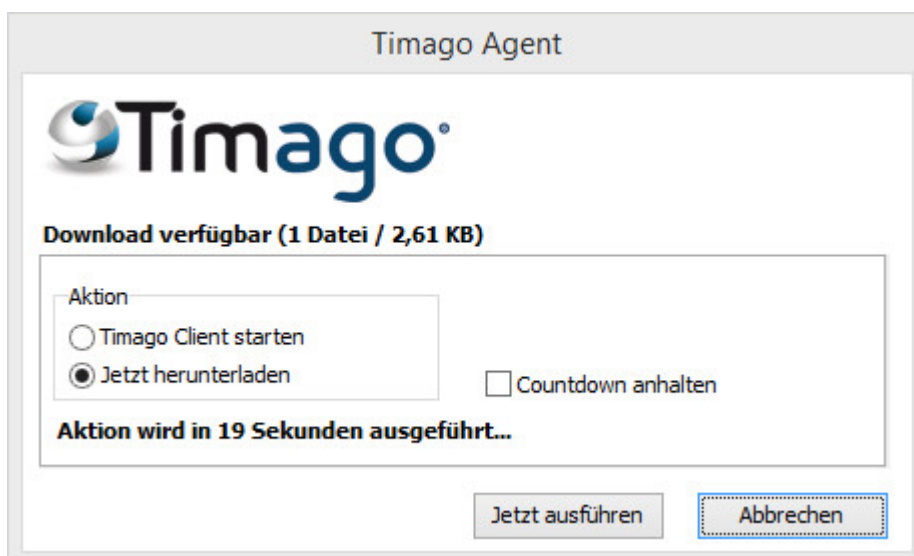 Timago Agent
Timago®
Download verfügbar (1 Datei / 2,61 KB)
Aktion
Timago Client starten
Jetzt herunterladen
Countdown anhalten
Aktion wird in 19 Sekunden ausgeführt...
Jetzt ausführen
Abbrechen